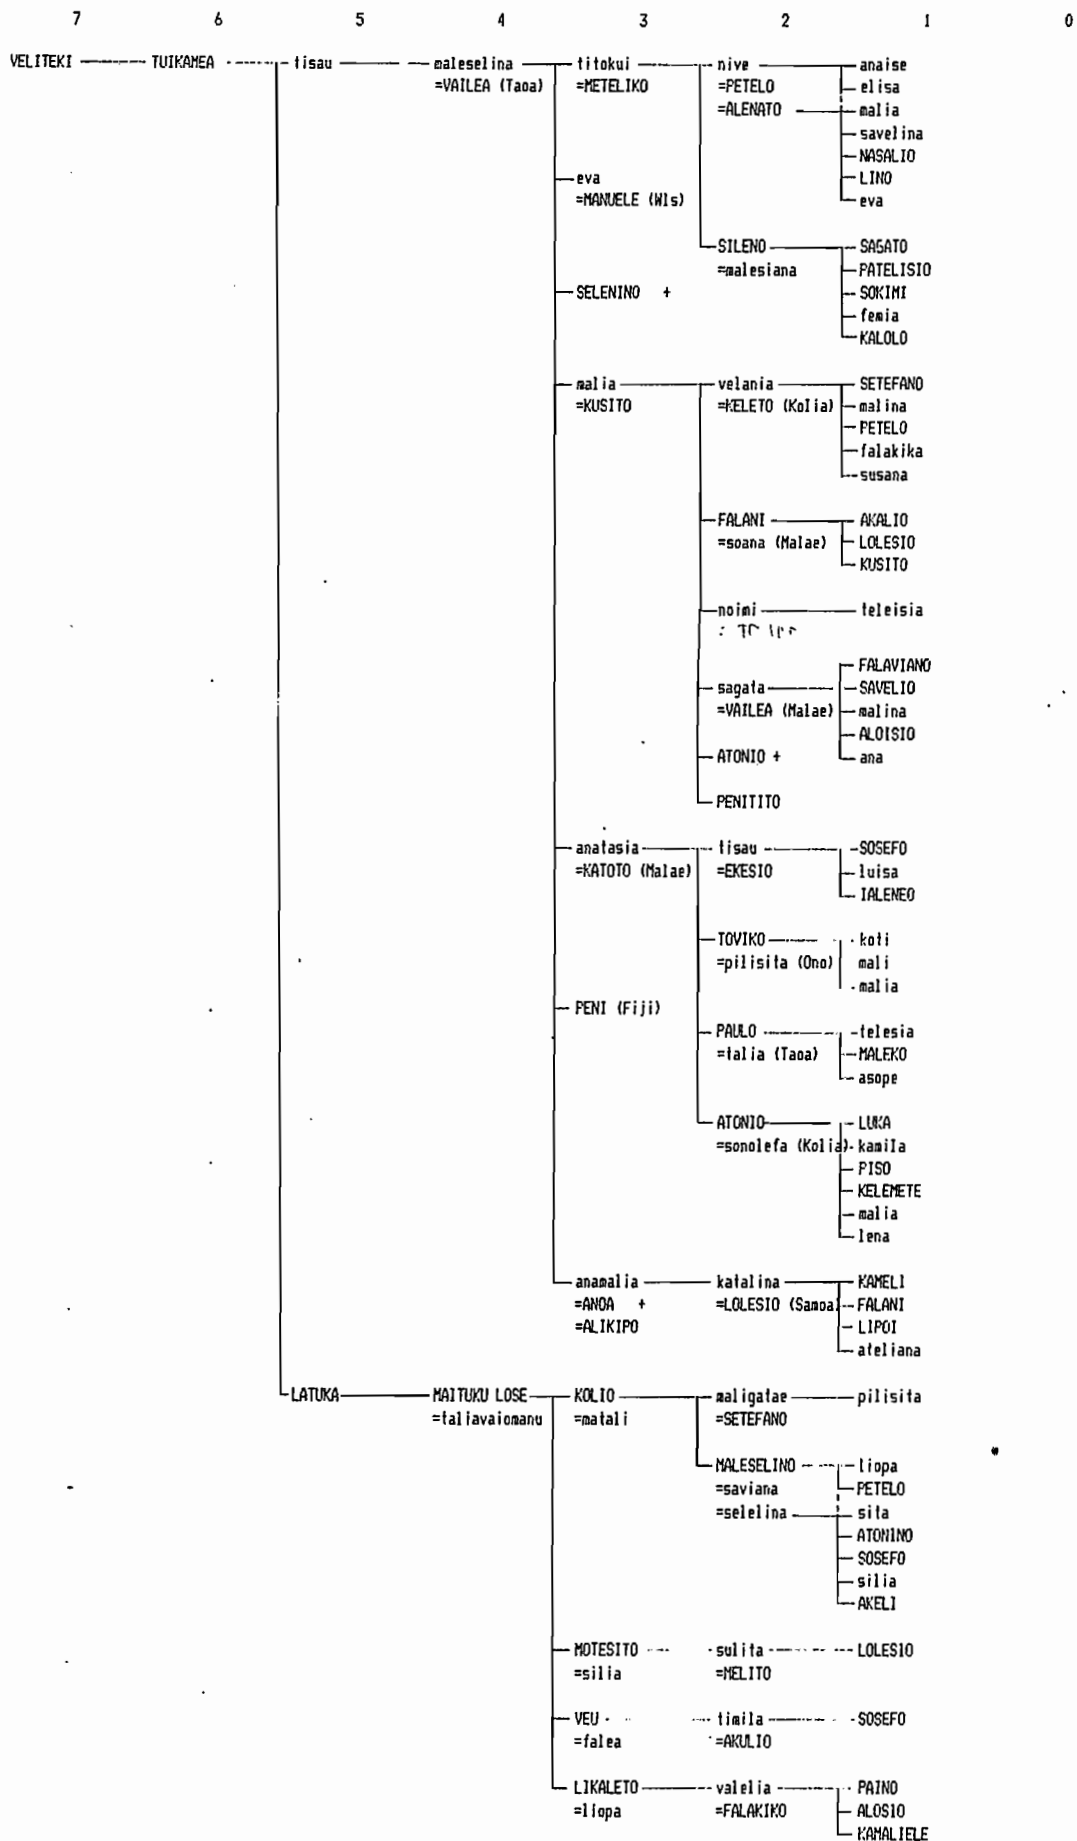 7 6 5 4 3 2 1 0
VELITEKI TUIKAMEA tisau maleselina titokui nive anaise
=VAILEA (Taoa) =METELIKO =PETELO elisa
=ALENATO malia
savelina
NASALIO
eva LINO
=MANUELE (Wls) eva
SILENO SAGATO
=malesiana PATELISIO
SELENINO + SOKIMI
femia
KALOLO
malia velania SETEFANO
=KUSITO =KELETO (Kolia) malina
PETELO
falakika
susana
FALANI AKALIO
=soana (Malae) LOLESIO
KUSITO
noimi teleisia
FALAVIANO
sagata SAVELIO
=VAILEA (Malae) malina
ALOISIO
ATONIO + ana
PENITITO
anatasia tisau SOSEFO
=KATOTO (Malae) =EKESIO luisa
IALENEO
TOVIKO koti
=pilisita (Ono) mali
malia
PENI (Fiji)
PAULO telesia
=talia (Taoa) MALEKO
asope
ATONIO LUKA
=sonolefa (Kolia) kamila
PISO
KELEMETE
malia
lena
anamalia katalina KAMELI
=ANOA + =LOLESIO (Samoa) FALANI
=ALIKIPO LIPOI
ateliana
LATUKA MAITUKU LOSE KOLIO maligatae pilisita
=taliavaiomanu =matali =SETEFANO
MALESELINO liopa
=saviana PETELO
=selelina sita
ATONINO
SOSEFO
silia
AKELI
MOTESITO sulita LOLESIO
=silia =MELITO
VEU timila SOSEFO
=falea =AKULIO
LIKALETO valelia PAINO
=liopa =FALAKIKO ALOSIO
KAMALIELE